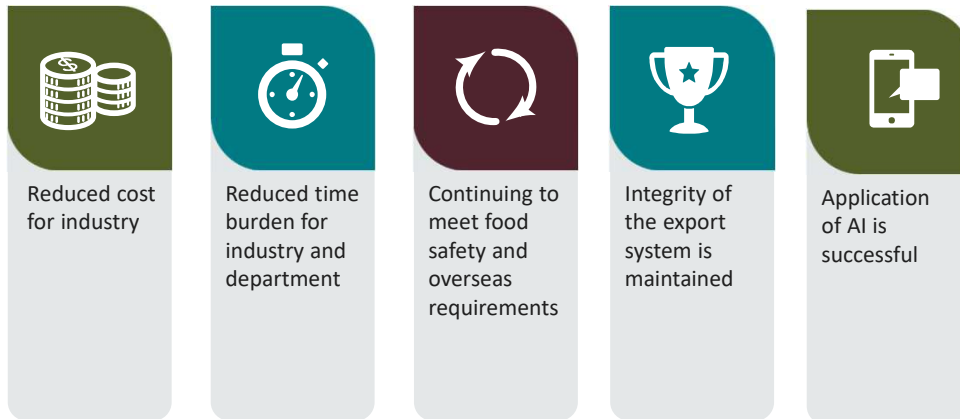 $
Reduced cost
for industry
Reduced time
burden for
industry and
department
Continuing to
meet food
safety and
overseas
requirements
Integrity of
the export
system is
maintained
Application
of AI is
successful